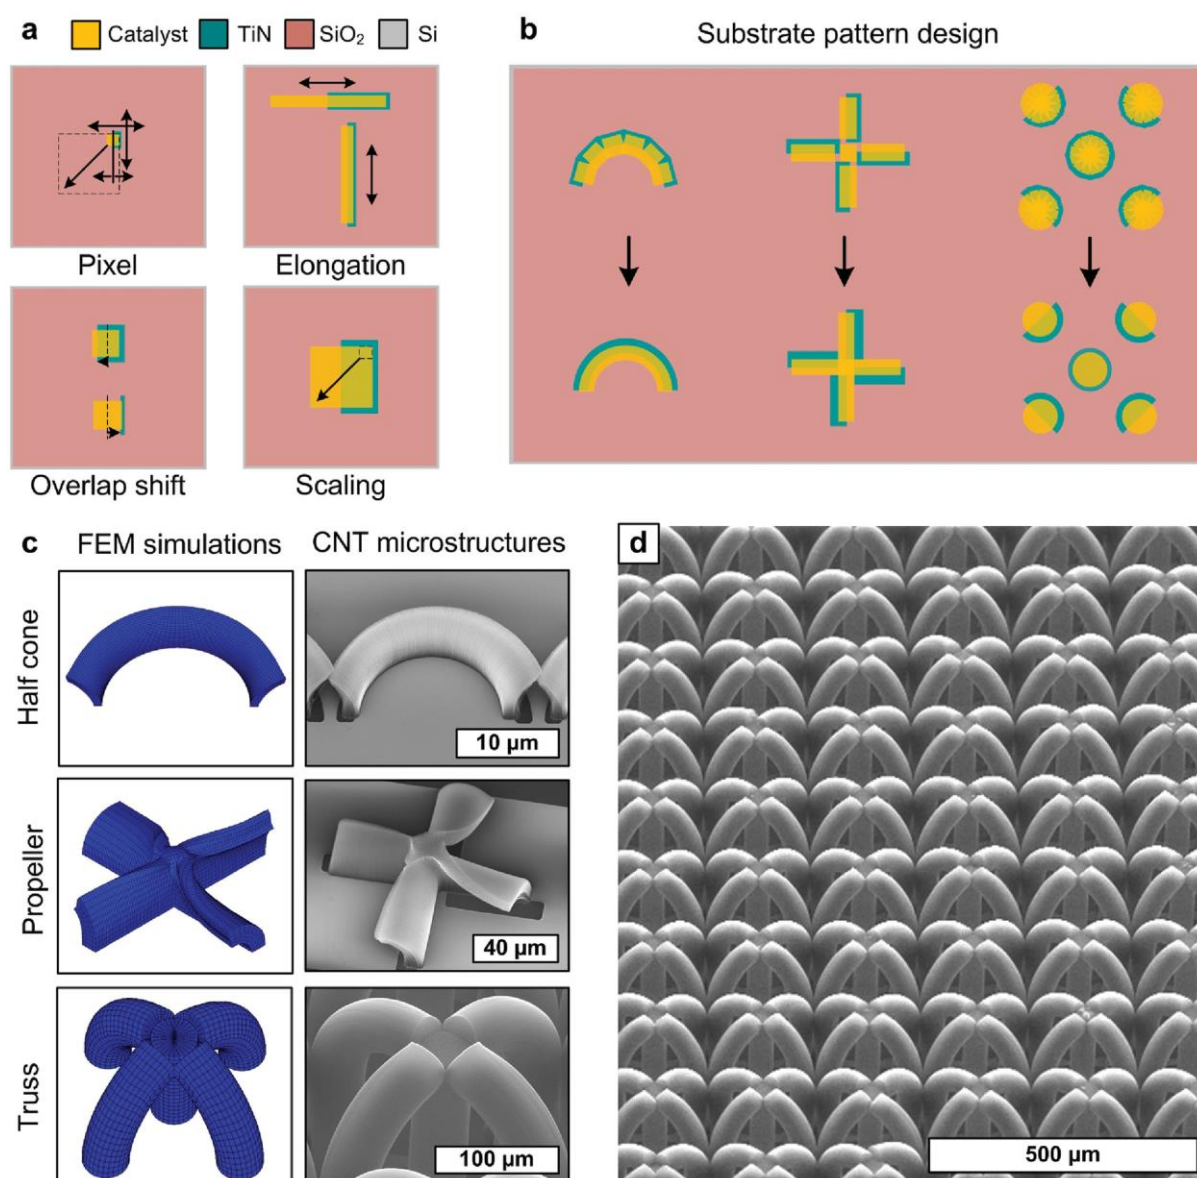 a Catalyst TiN SiO₂ Si
Pixel
Elongation
Overlap shift
Scaling
b Substrate pattern design
c FEM simulations CNT microstructures
Half cone
10 µm
Propeller
40 µm
Truss
100 µm
d
500 µm